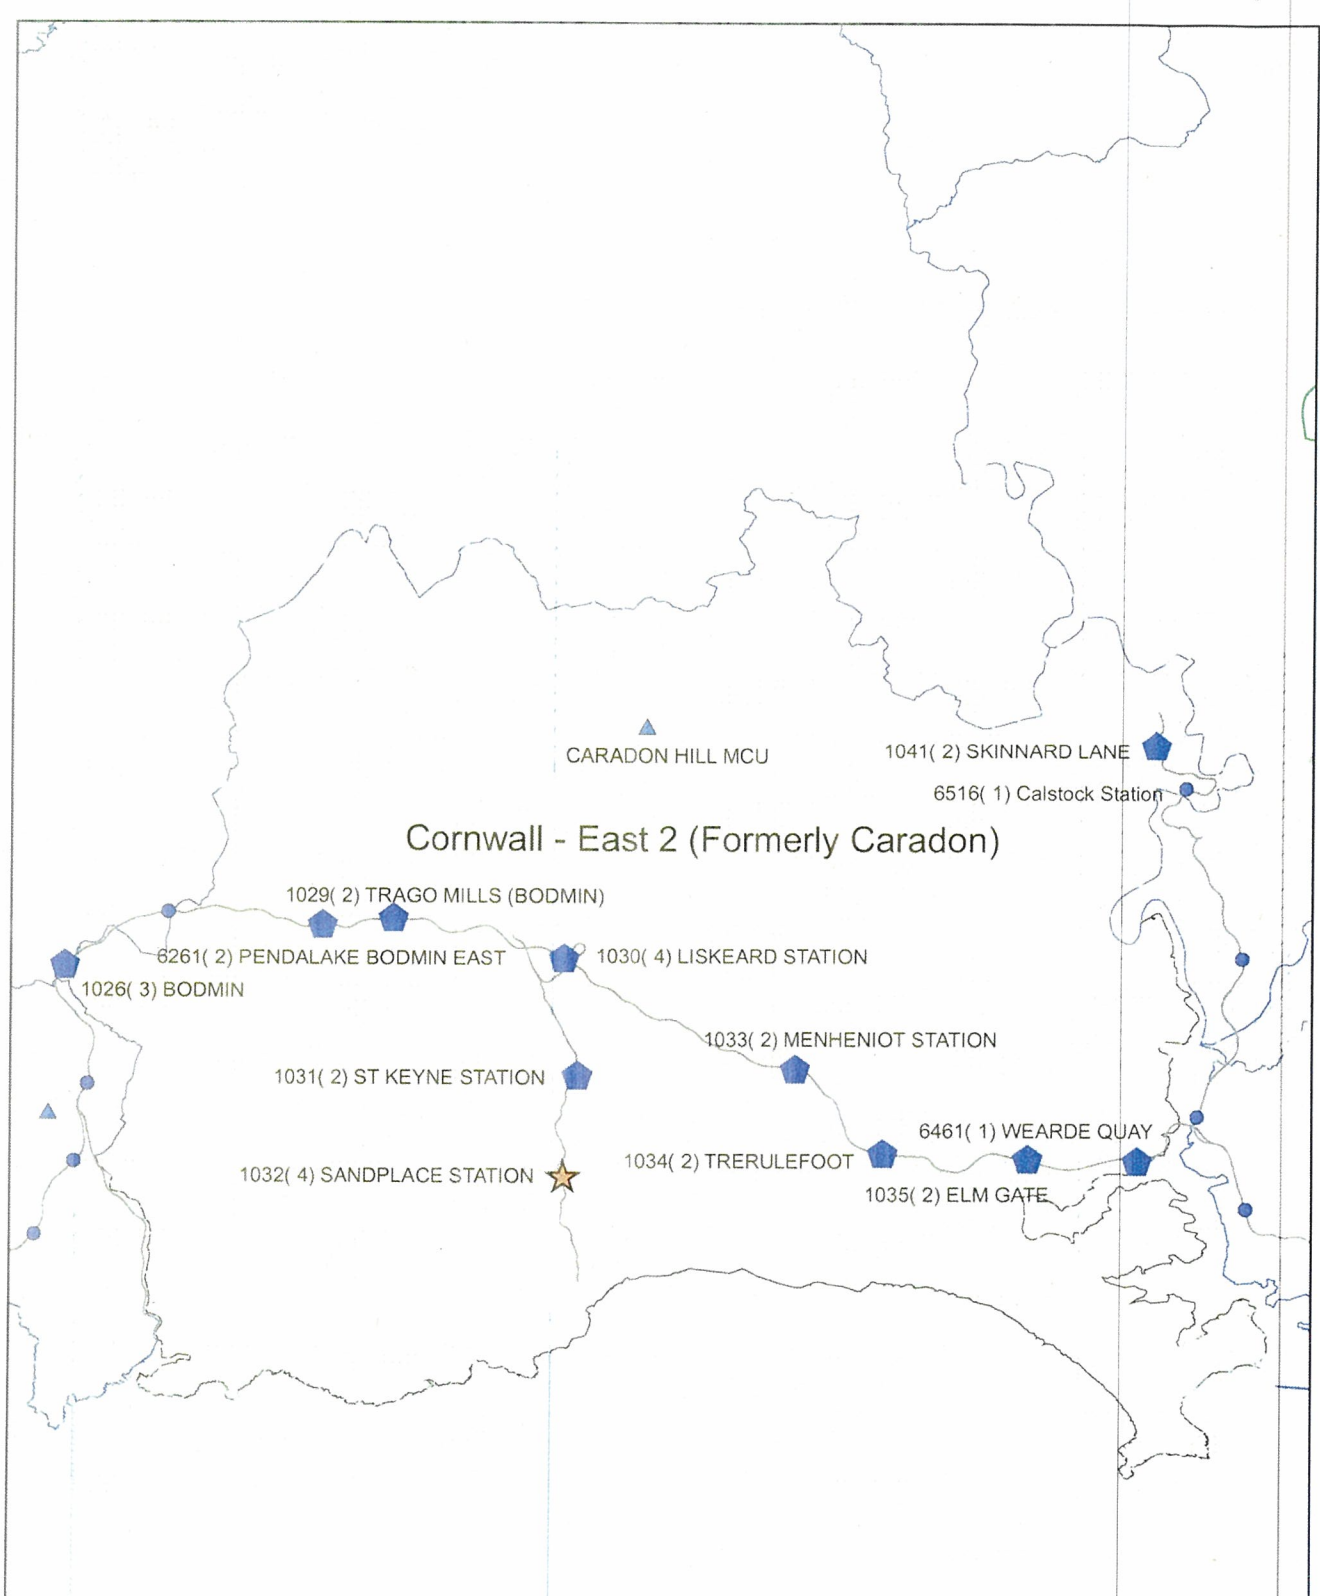 CARADON HILL MCU
1041( 2) SKINNARD LANE
6516( 1) Calstock Station
Cornwall - East 2 (Formerly Caradon)
1029( 2) TRAGO MILLS (BODMIN)
6261( 2) PENDALAKE BODMIN EAST
1030( 4) LISKEARD STATION
1026( 3) BODMIN
1033( 2) MENHENIOT STATION
1031( 2) ST KEYNE STATION
6461( 1) WEARDE QUAY
1034( 2) TRERULEFOOT
1032( 4) SANDPLACE STATION
1035( 2) ELM GATE